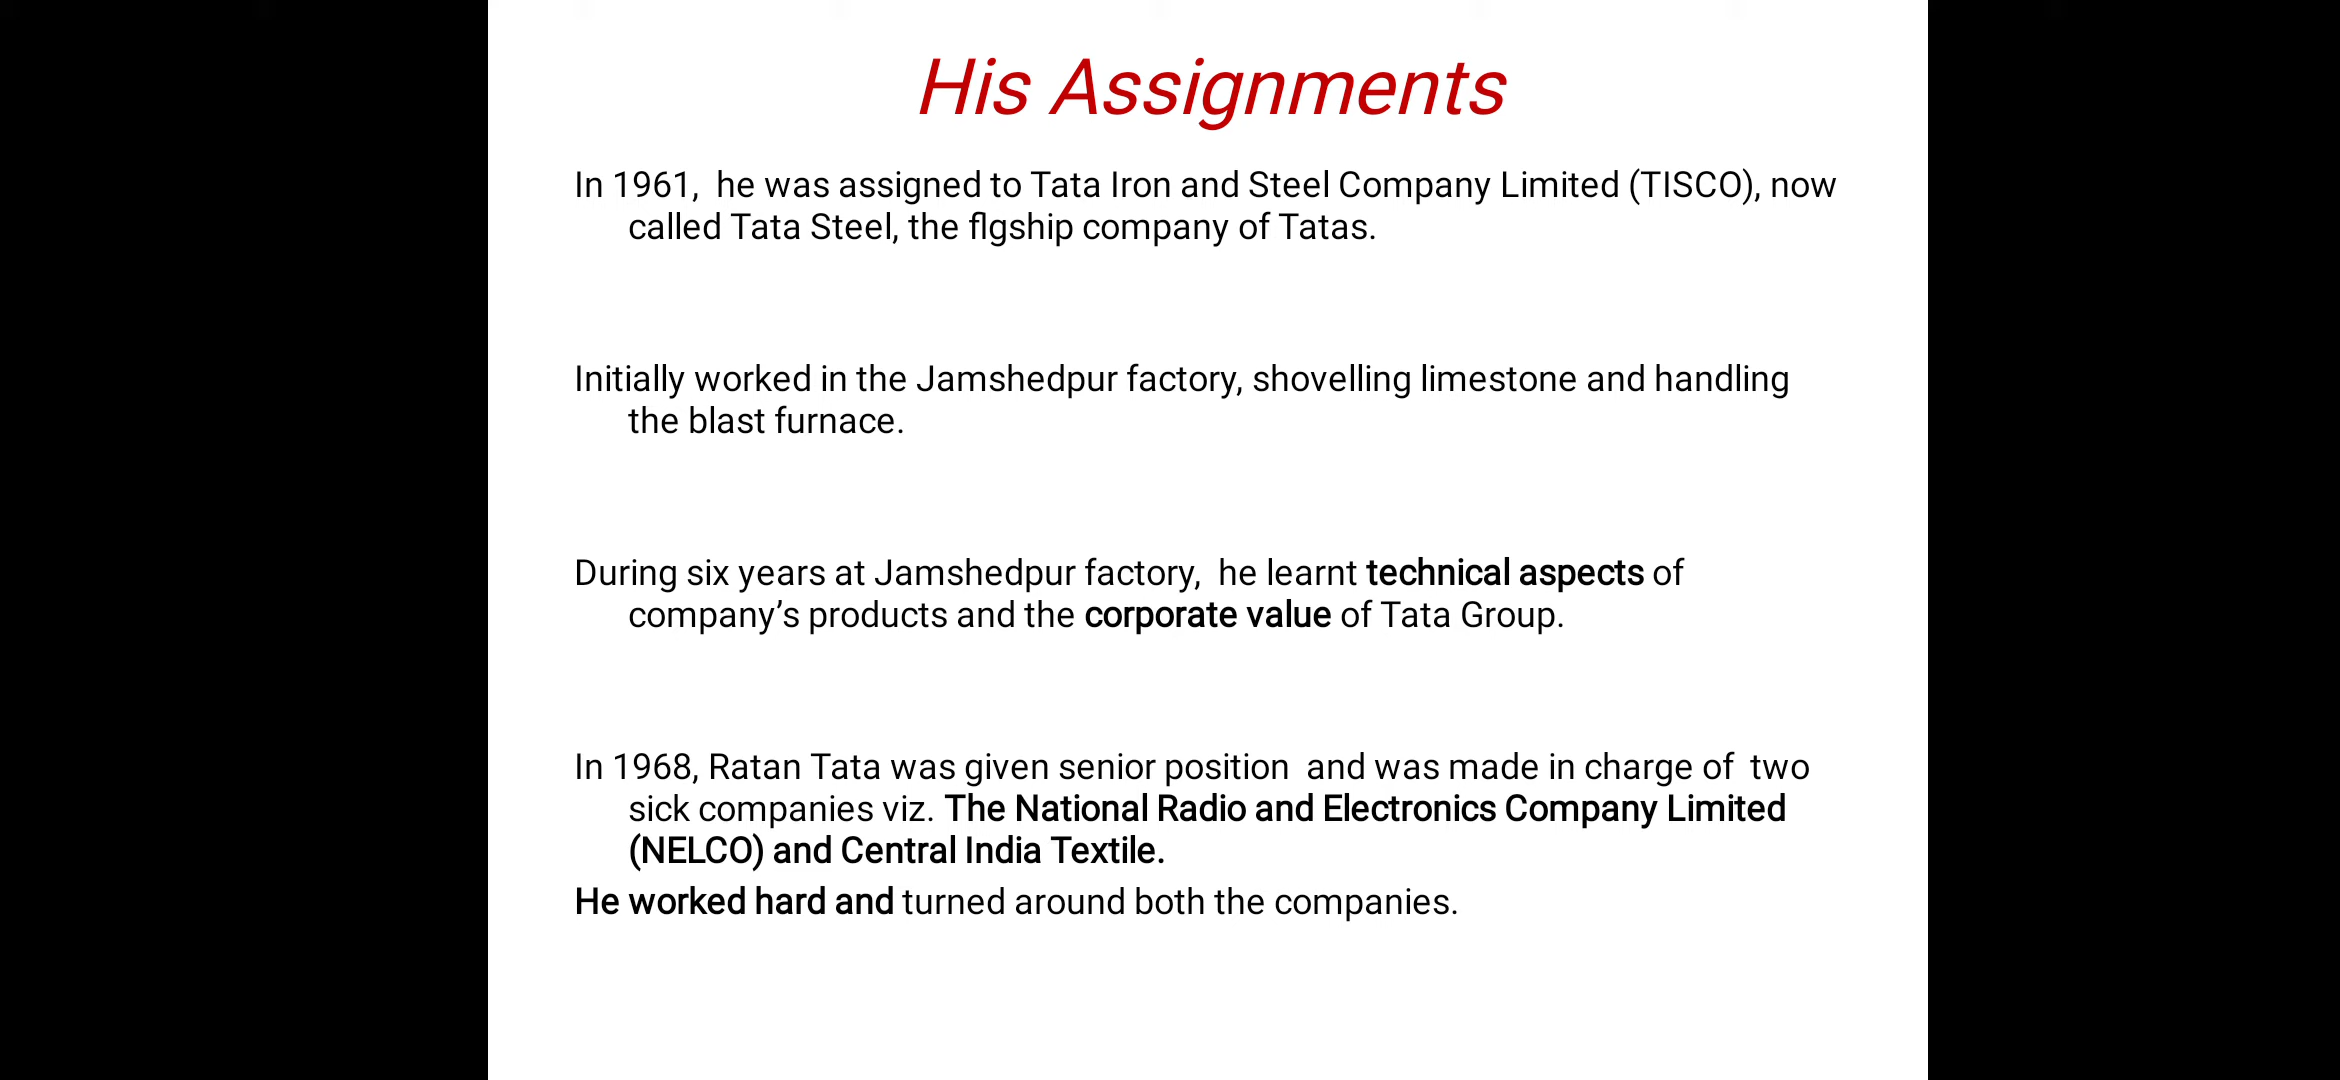 His Assignments
In 1961,  he was assigned to Tata Iron and Steel Company Limited (TISCO), now
called Tata Steel, the flgship company of Tatas.
Initially worked in the Jamshedpur factory, shovelling limestone and handling
the blast furnace.
During six years at Jamshedpur factory,  he learnt technical aspects of
company’s products and the corporate value of Tata Group.
In 1968, Ratan Tata was given senior position  and was made in charge of  two
sick companies viz. The National Radio and Electronics Company Limited
(NELCO) and Central India Textile.
He worked hard and turned around both the companies.